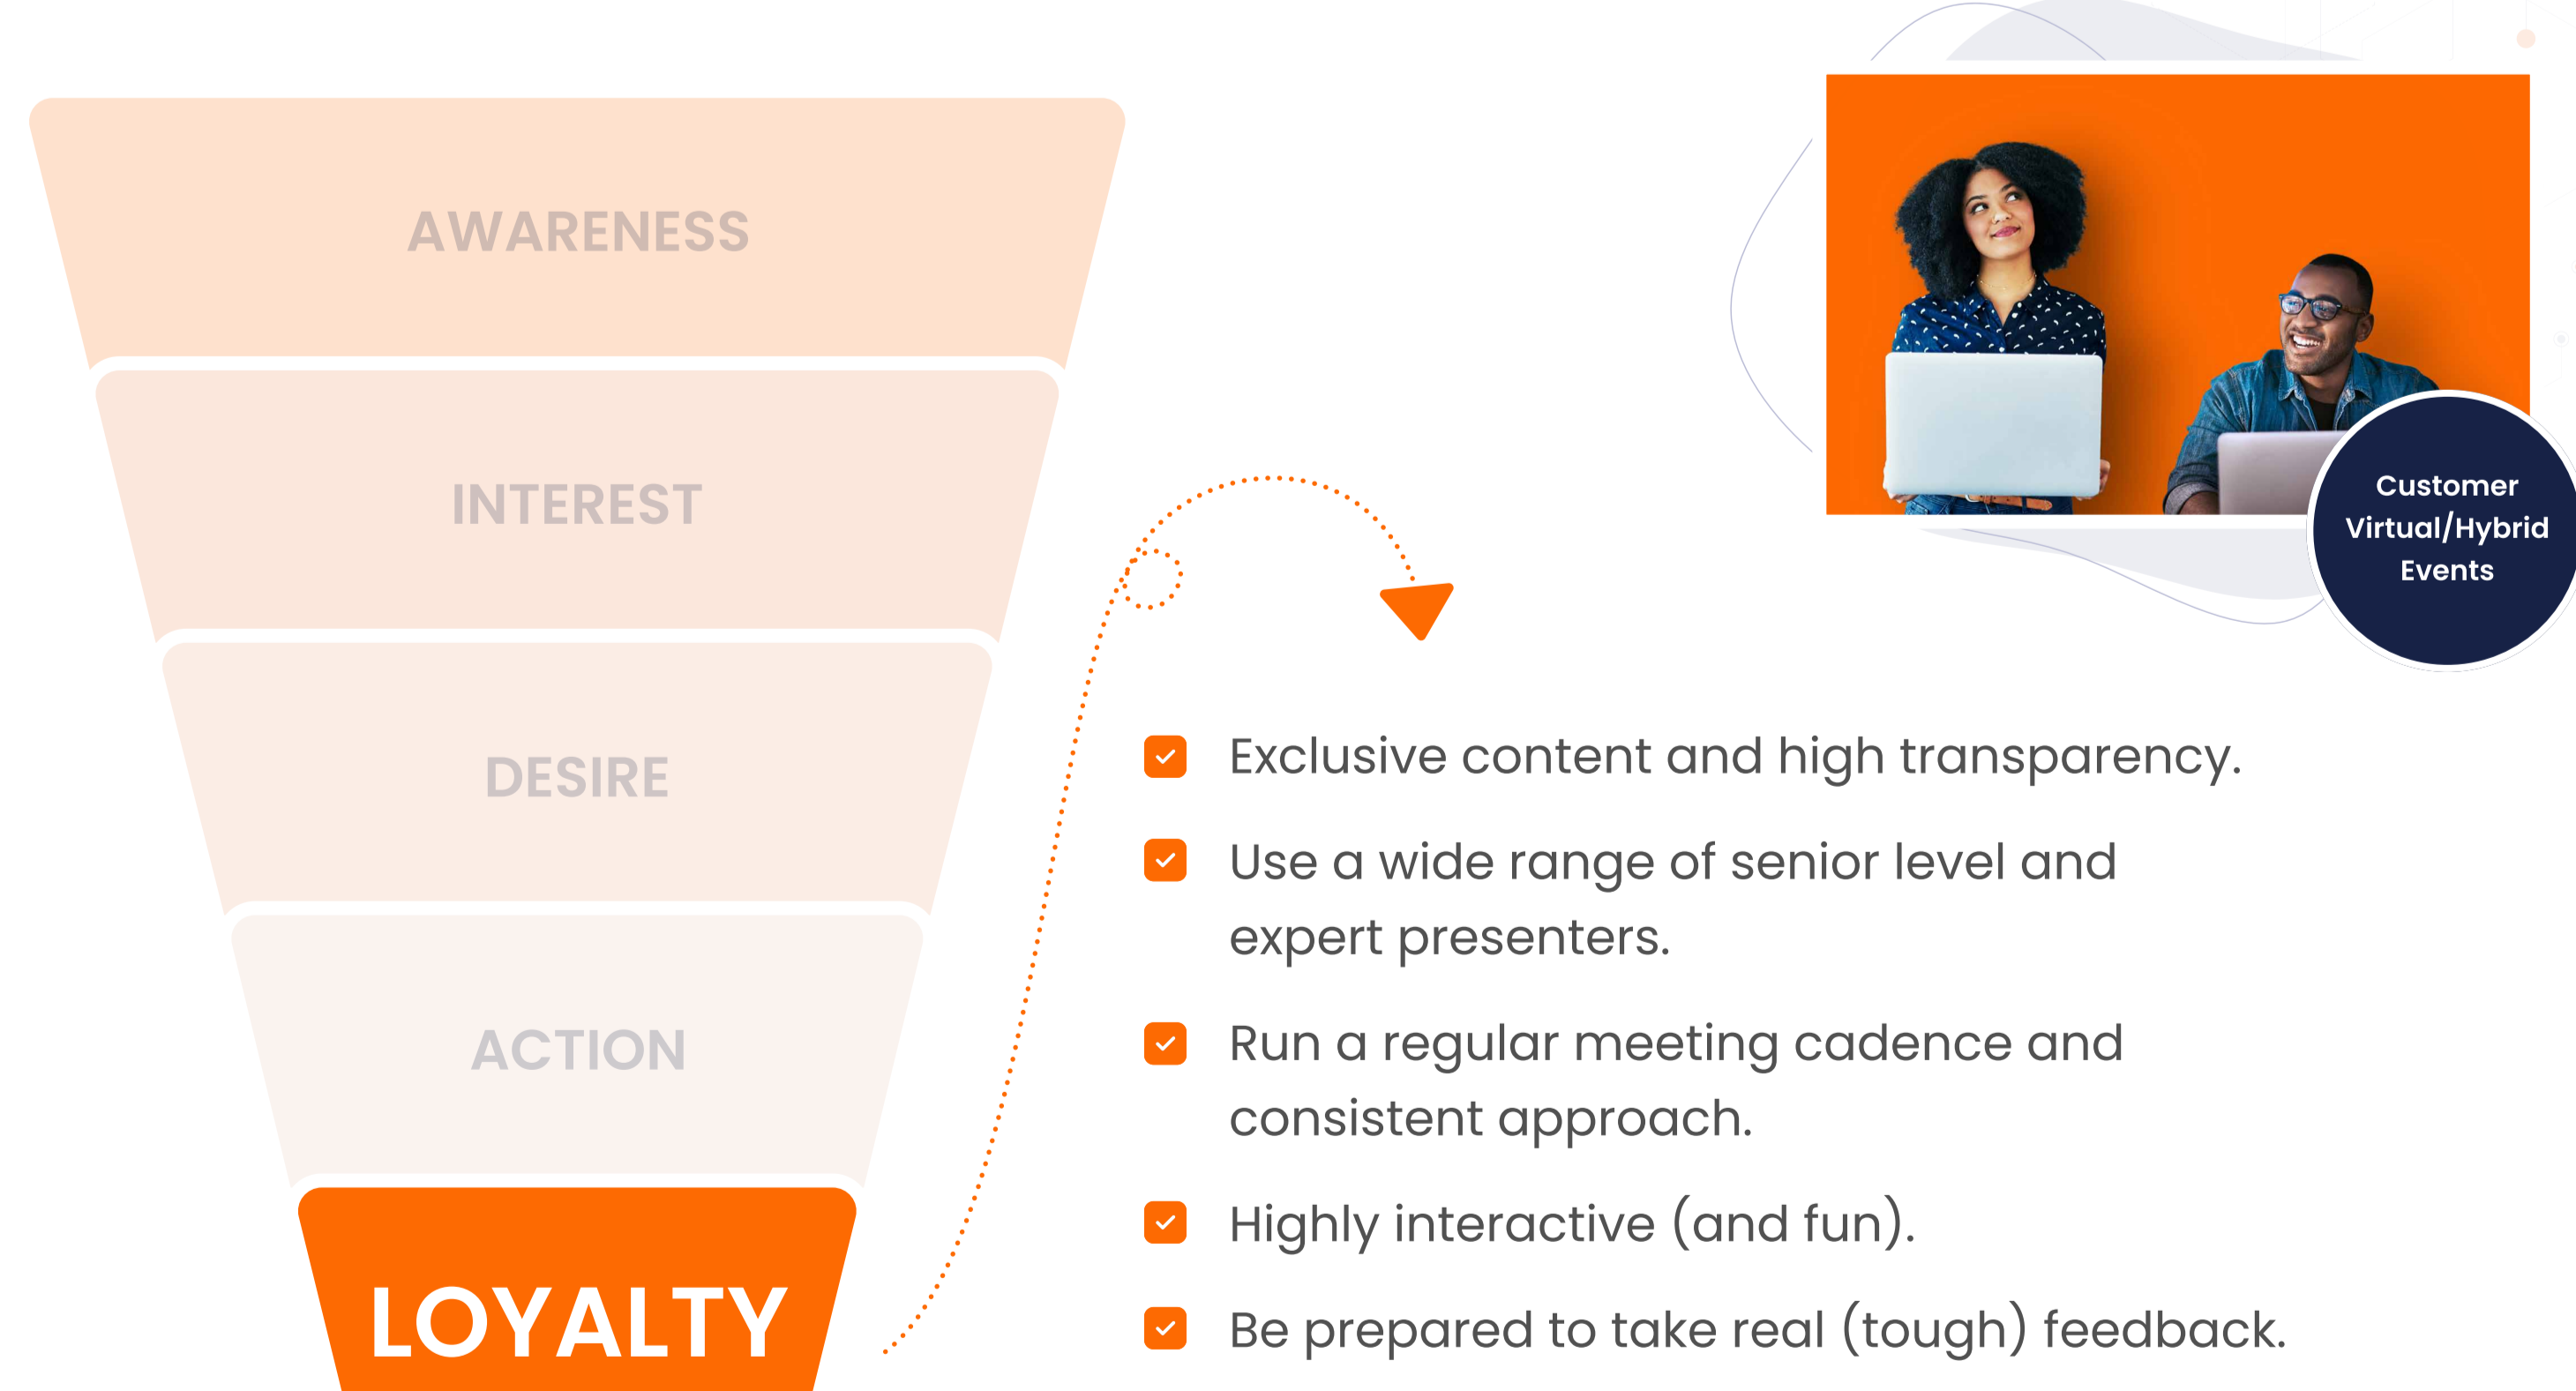 AWARENESS
INTEREST
DESIRE
ACTION
LOYALTY
Customer
Virtual/Hybrid
Events
Exclusive content and high transparency.
Use a wide range of senior level and
expert presenters.
Run a regular meeting cadence and
consistent approach.
Highly interactive (and fun).
Be prepared to take real (tough) feedback.